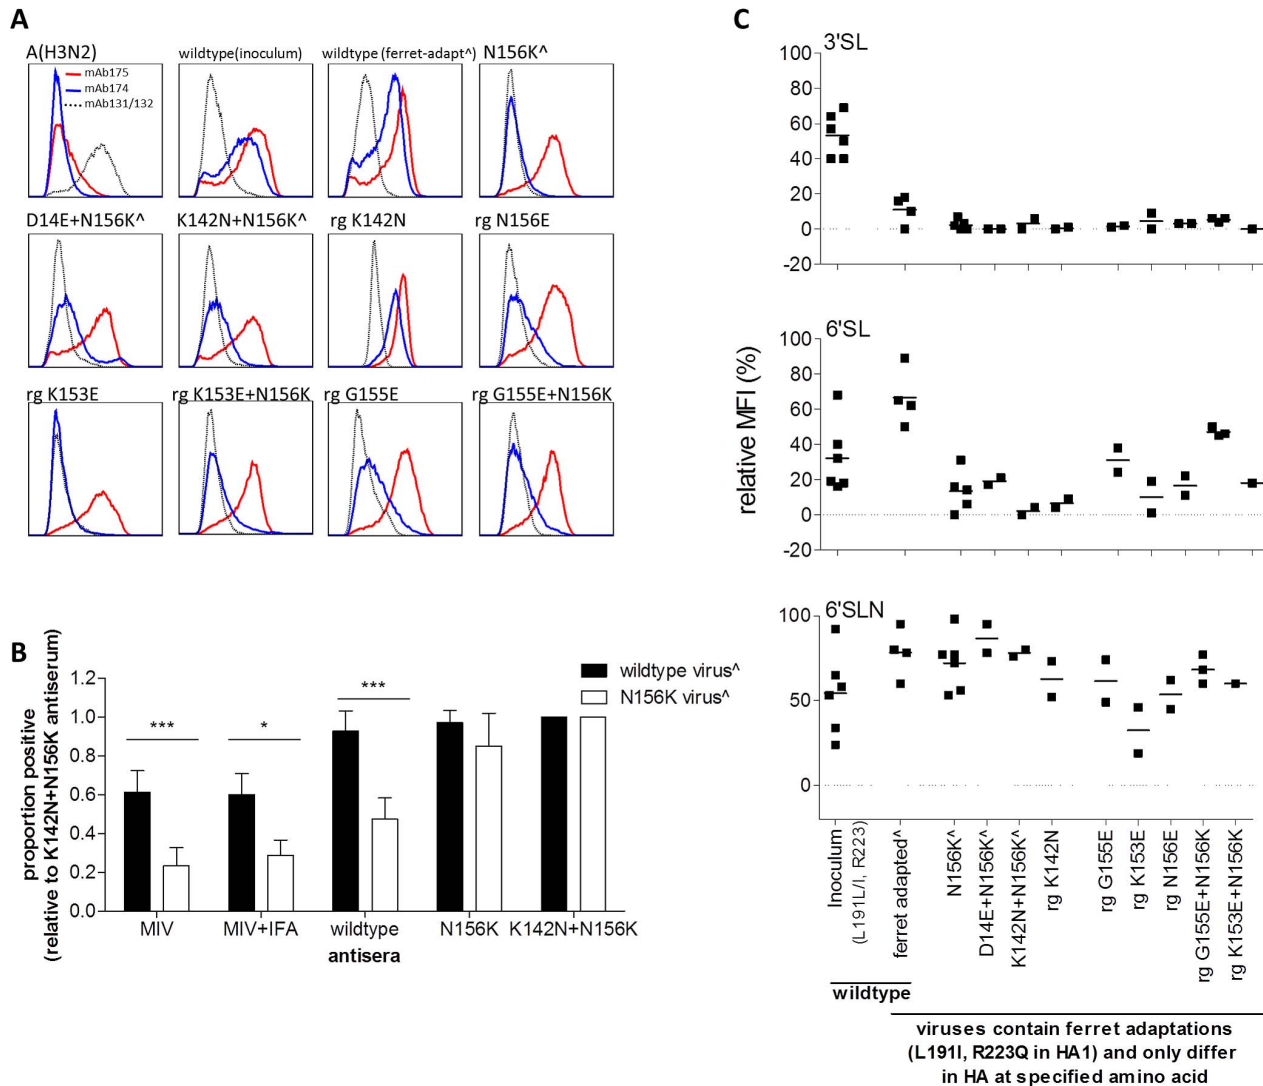 A
A(H3N2)
mAb175
mAb174
mAb131/132
wildtype(inoculum)
wildtype (ferret-adapt^)
N156K^
D14E+N156K^
K142N+N156K^
rg K142N
rg N156E
rg K153E
rg K153E+N156K
rg G155E
rg G155E+N156K
B
proportion positive
(relative to K142N+N156K antiserum)
1.2
1.0
0.8
0.6
0.4
0.2
0.0
***
*
***
wildtype virus^
N156K virus^
MIV
MIV+IFA
wildtype
N156K
K142N+N156K
antisera
C
relative MFI (%)
3'SL
100
80
60
40
20
0
-20
6'SL
100
80
60
40
20
0
-20
6'SLN
100
50
0
Inoculum
(L191L/I, R223)
ferret adapted^
N156K^
D14E+N156K^
K142N+N156K^
rg K142N
rg G155E
rg K153E
rg N156E
rg G155E+N156K
rg K153E+N156K
wildtype
viruses contain ferret adaptations
(L191I, R223Q in HA1) and only differ
in HA at specified amino acid